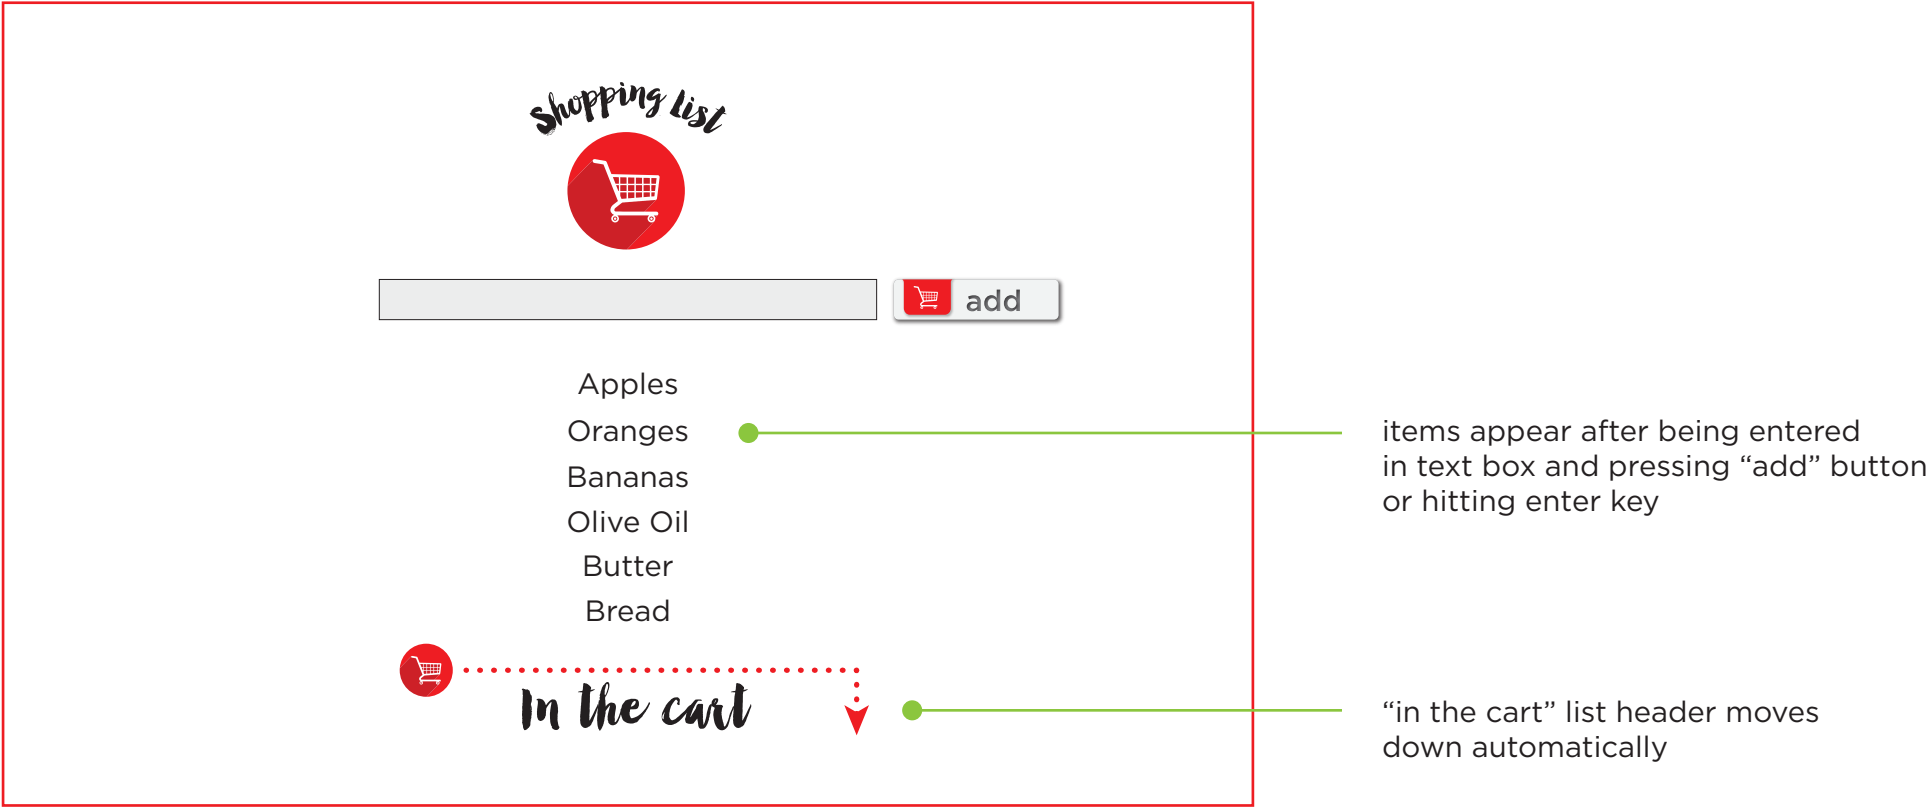 Shopping List
add
Apples
Oranges
Bananas
Olive Oil
Butter
Bread
In the cart
items appear after being entered
in text box and pressing “add” button
or hitting enter key
“in the cart” list header moves
down automatically